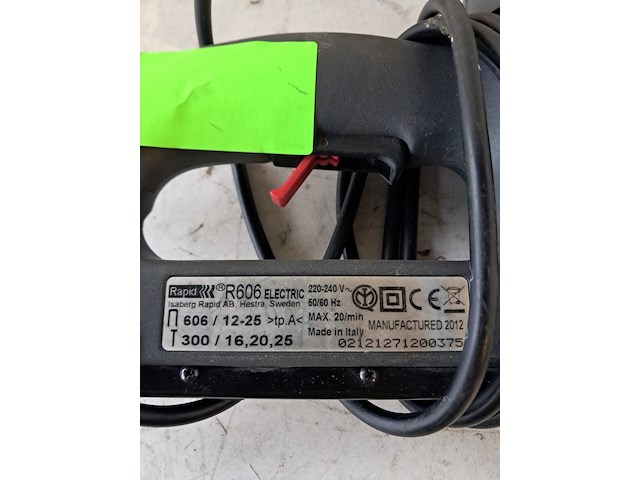 Rapid ® R606 ELECTRIC 220-240 V~
Isaberg Rapid AB, Hestra, Sweden 50/60 Hz
606 / 12-25 >tp.A< MAX. 20/min MANUFACTURED 2012
300 / 16,20,25 Made in Italy 02121271200375
CE